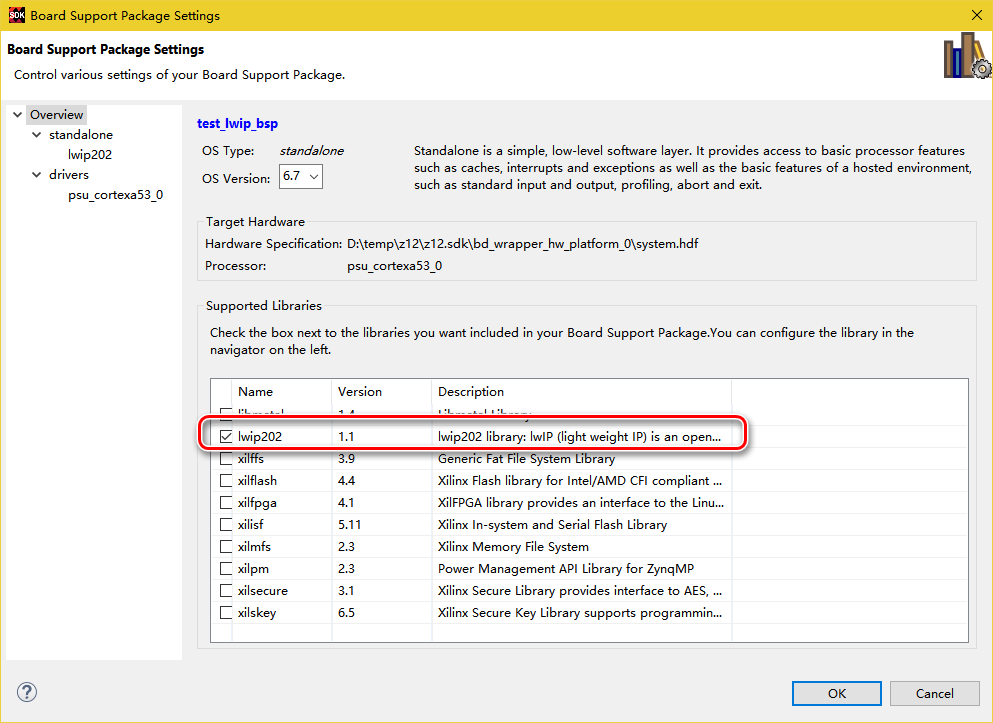 SDK Board Support Package Settings
Board Support Package Settings
Control various settings of your Board Support Package.
Overview
standalone
lwip202
drivers
psu_cortexa53_0
test_lwip_bsp
OS Type: standalone
OS Version: 6.7
Standalone is a simple, low-level software layer. It provides access to basic processor features
such as caches, interrupts and exceptions as well as the basic features of a hosted environment,
such as standard input and output, profiling, abort and exit.
Target Hardware
Hardware Specification: D:\temp\z12\z12.sdk\bd_wrapper_hw_platform_0\system.hdf
Processor: psu_cortexa53_0
Supported Libraries
Check the box next to the libraries you want included in your Board Support Package.You can configure the library in the
navigator on the left.
Name Version Description
libmetal 1.4 Libmetal Library
lwip202 1.1 lwip202 library: lwIP (light weight IP) is an open...
xilffs 3.9 Generic Fat File System Library
xilflash 4.4 Xilinx Flash library for Intel/AMD CFI compliant ...
xilfpga 4.1 XilFPGA library provides an interface to the Linu...
xilisf 5.11 Xilinx In-system and Serial Flash Library
xilmfs 2.3 Xilinx Memory File System
xilpm 2.3 Power Management API Library for ZynqMP
xilsecure 3.1 Xilinx Secure Library provides interface to AES, ...
xilskey 6.5 Xilinx Secure Key Library supports programmin...
?
OK
Cancel